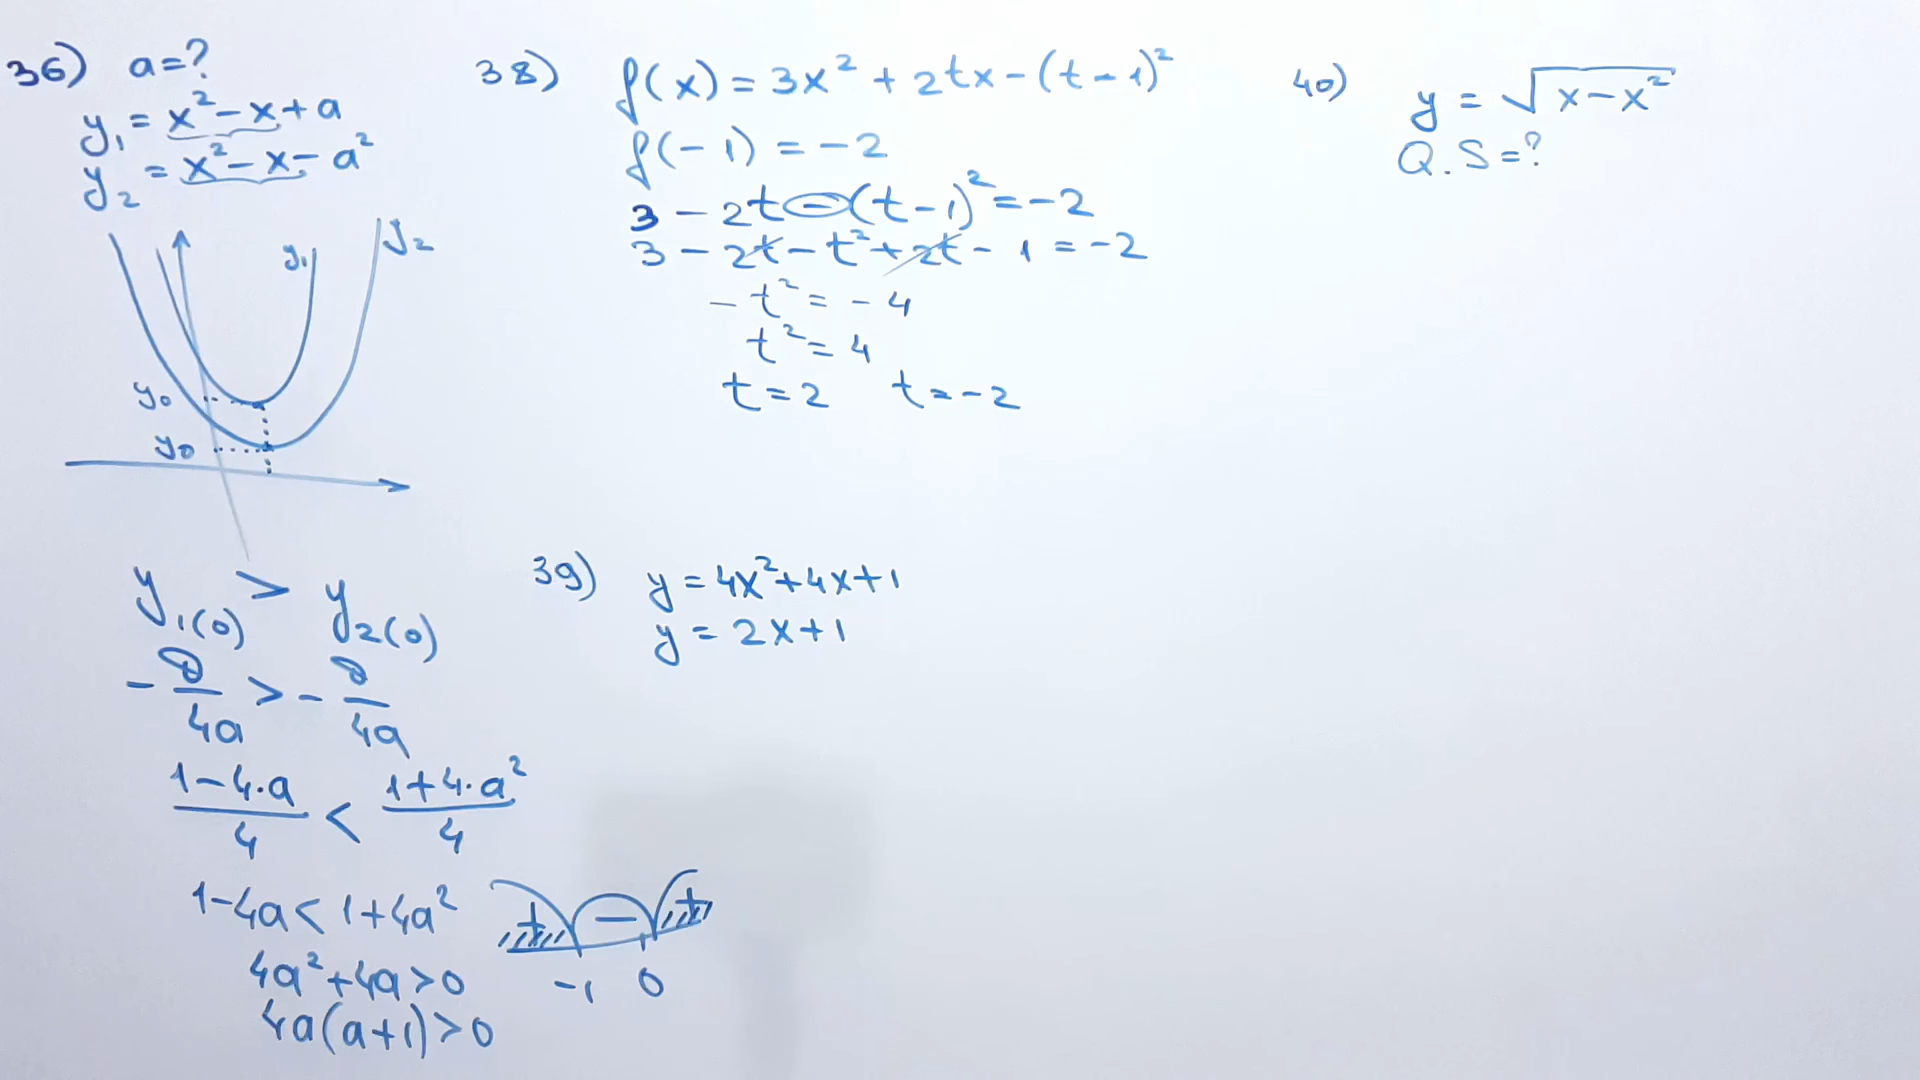 36) a=?
y₁ = x² - x + a
y₂ = x² - x - a²
y₁
y₂
y₀
y₀
y₁₍₀₎ > y₂₍₀₎
-D/4a > -D/4a
(1-4·a)/4 < (1+4·a²)/4
1-4a < 1+4a²
4a²+4a>0
4a(a+1)>0
+ - +
-1 0
38) f(x) = 3x² + 2tx - (t-1)²
f(-1) = -2
3 - 2t - (t-1)² = -2
3 - 2t - t² + 2t - 1 = -2
-t² = -4
t² = 4
t = 2 t = -2
39) y = 4x²+4x+1
y = 2x+1
40) y = √(x-x²)
Q.S=?